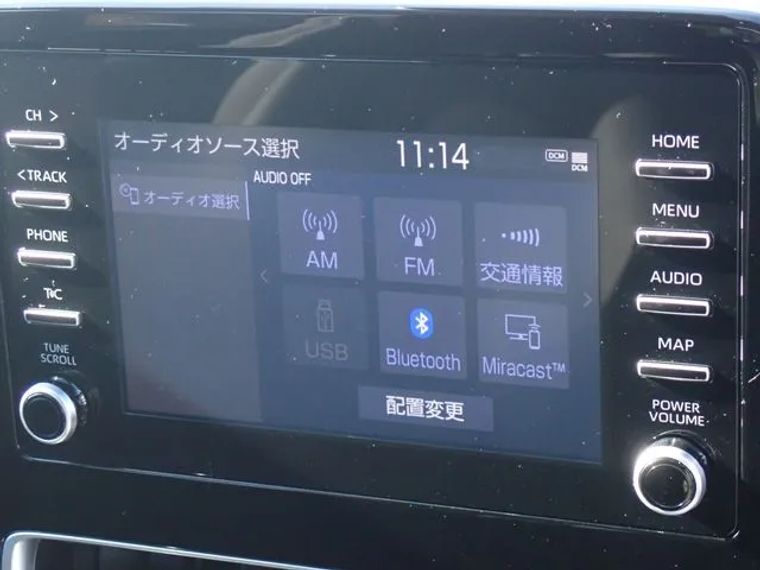 CH >
< TRACK
PHONE
T&C
TUNE
SCROLL
オーディオソース選択
11:14
DCM
DCM
AUDIO OFF
オーディオ選択
AM
FM
交通情報
USB
Bluetooth
Miracast™
配置変更
HOME
MENU
AUDIO
MAP
POWER
VOLUME